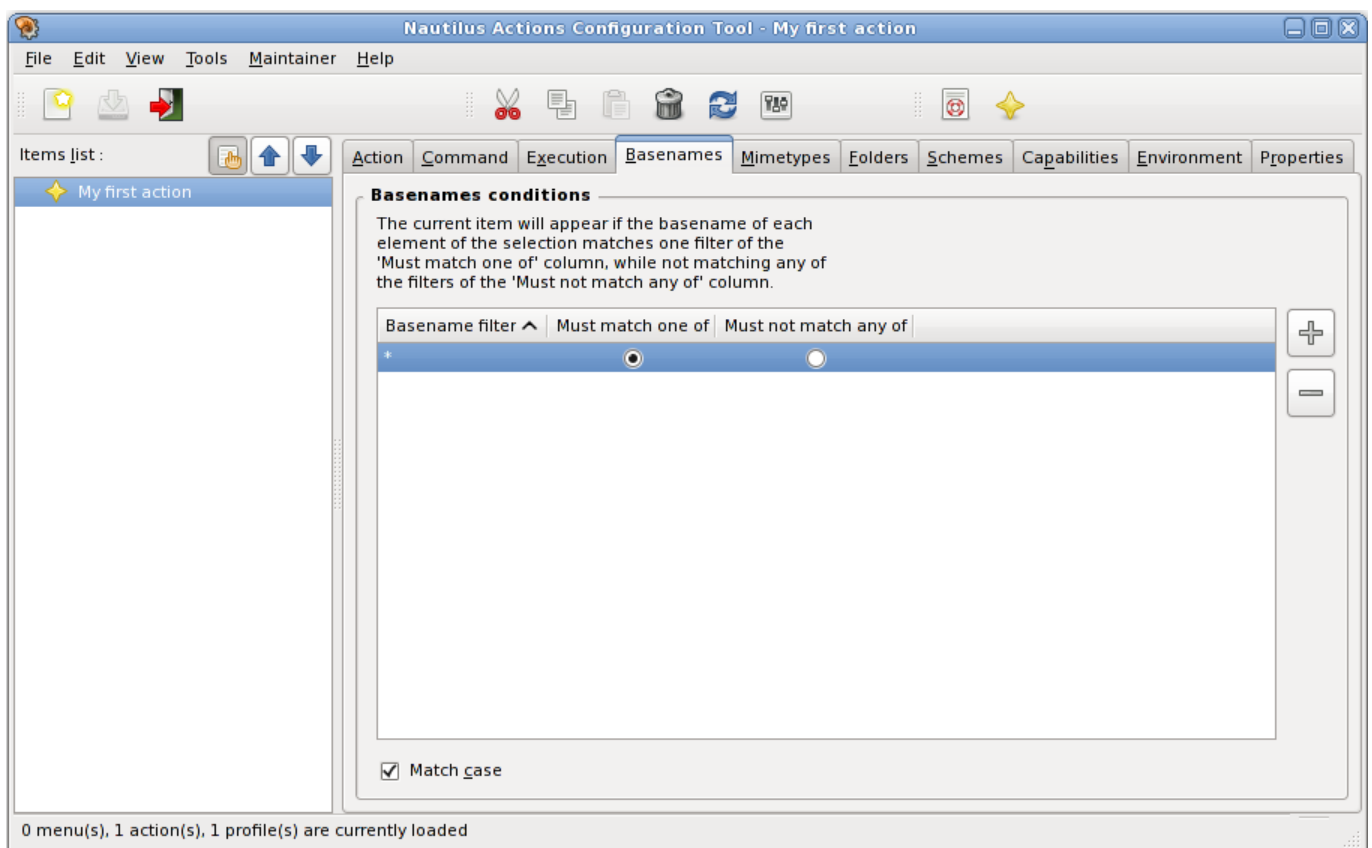 Nautilus Actions Configuration Tool - My first action
File Edit View Tools Maintainer Help
Items list :
Action Command Execution Basenames Mimetypes Folders Schemes Capabilities Environment Properties
My first action
Basenames conditions
The current item will appear if the basename of each
element of the selection matches one filter of the
'Must match one of' column, while not matching any of
the filters of the 'Must not match any of' column.
Basename filter Must match one of Must not match any of
*
Match case
0 menu(s), 1 action(s), 1 profile(s) are currently loaded